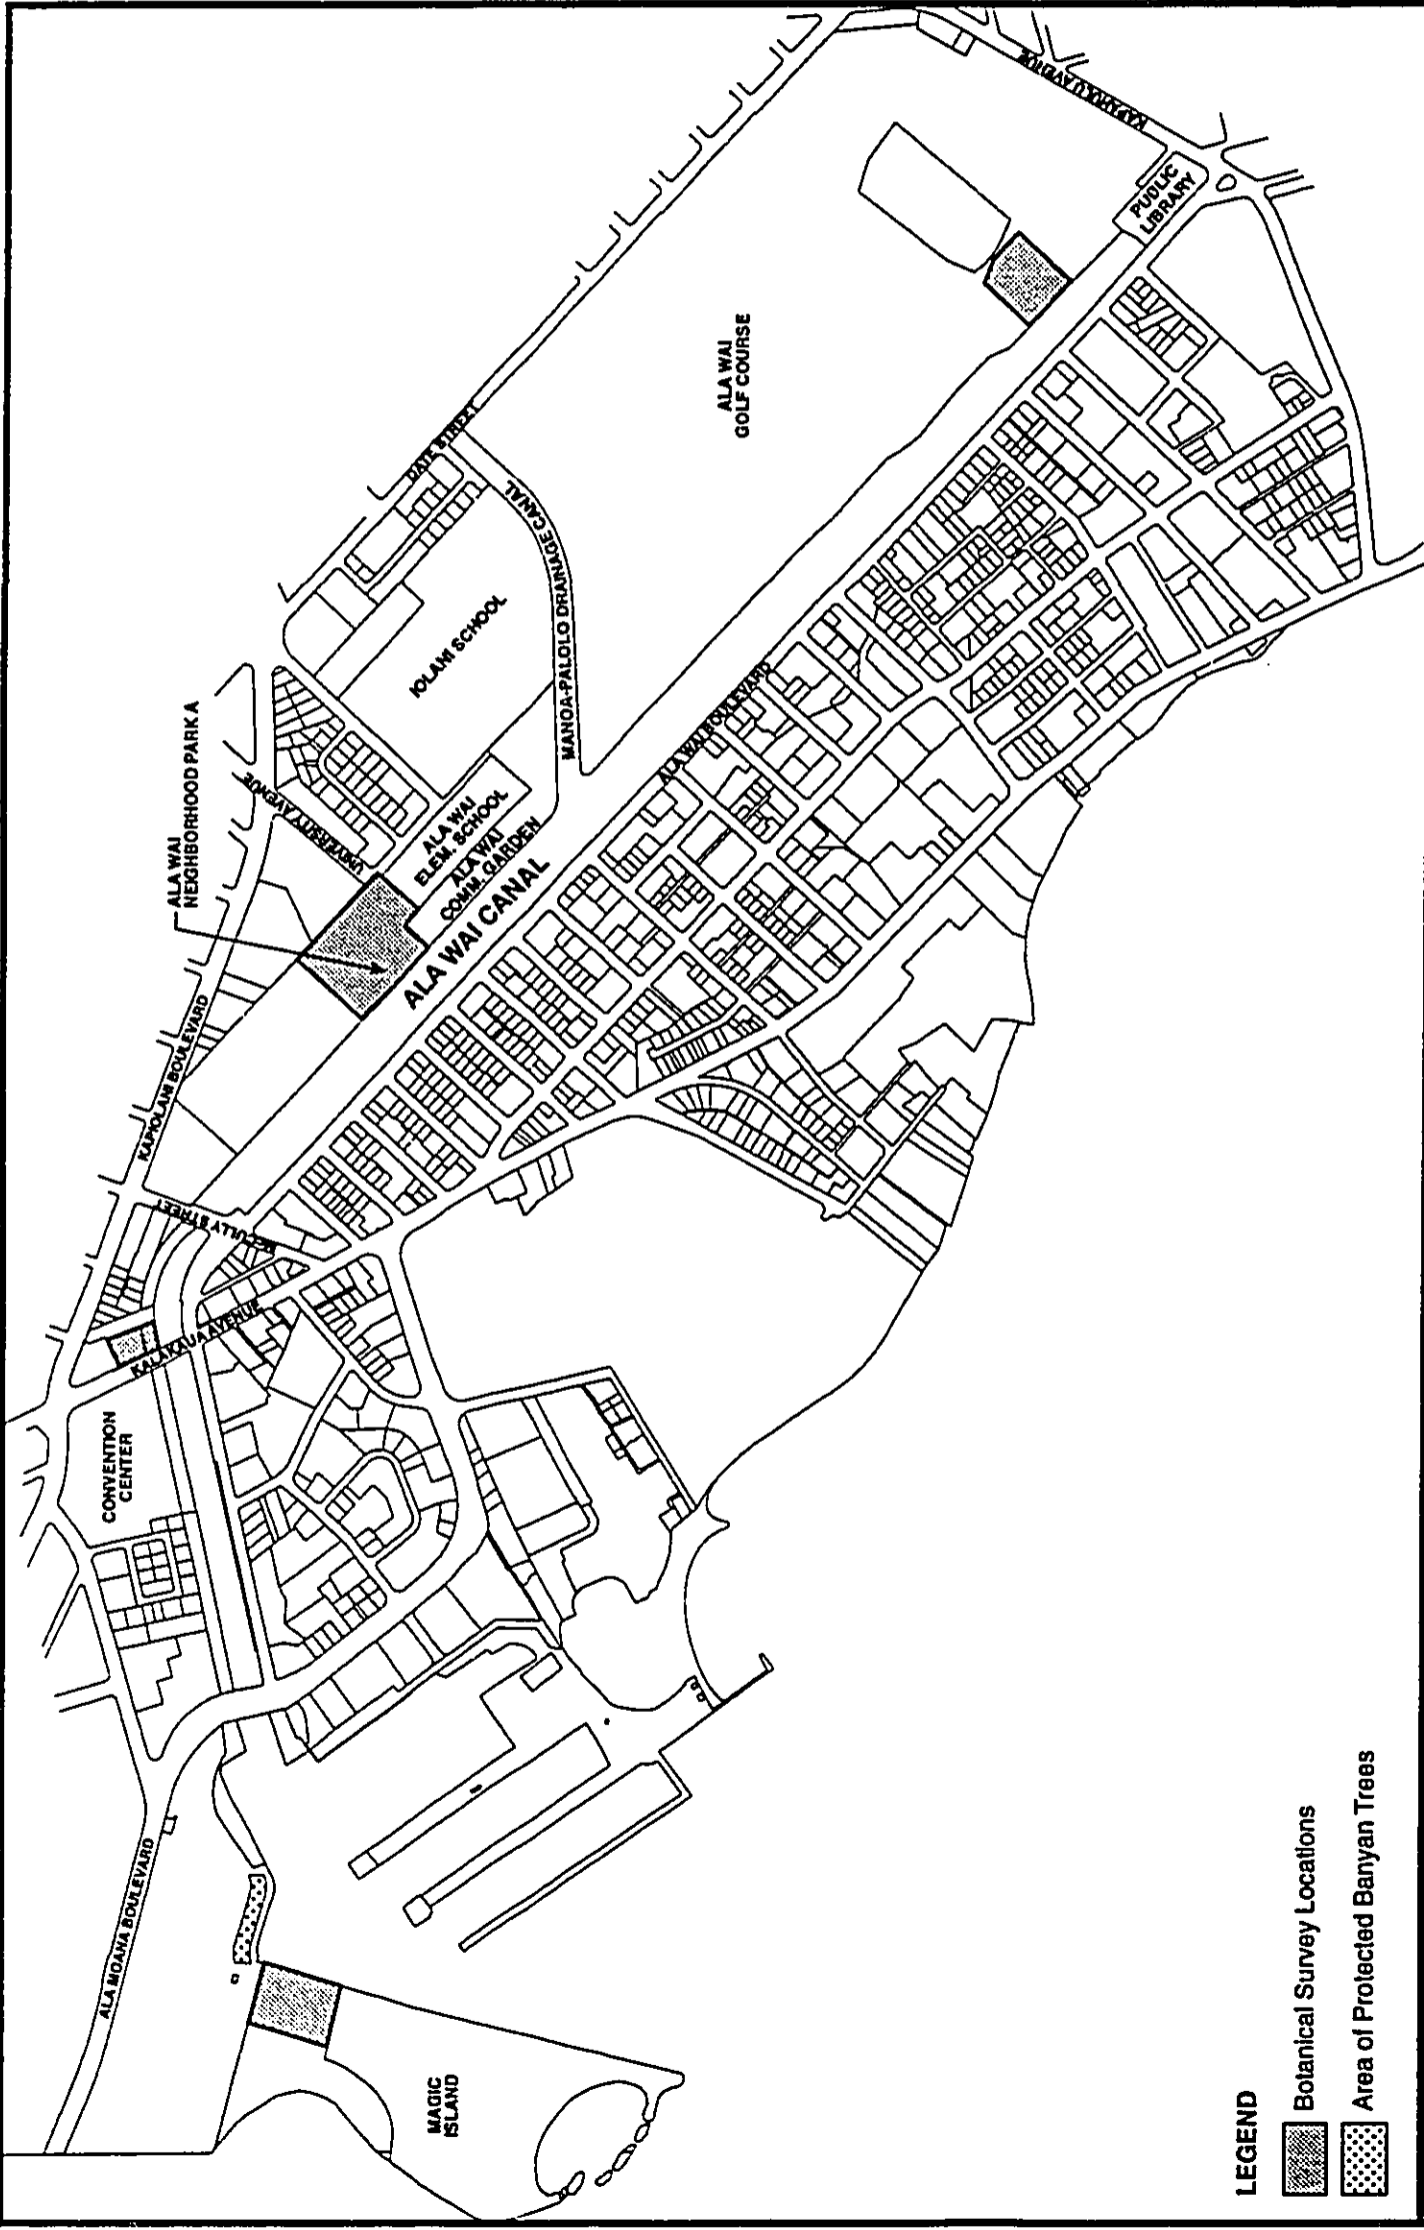 ALA WAI
NEIGHBORHOOD PARK A
KAPIOLANI BOULEVARD
UNIVERSITY AVENUE
DATE STREET
KAPAHULU AVENUE
PUBLIC
LIBRARY
ALA WAI
GOLF COURSE
IOLANI SCHOOL
MANOA-PALOLO DRAINAGE CANAL
ALA WAI
ELEM. SCHOOL
ALA WAI
COMM. GARDEN
ALA WAI CANAL
ALA WAI BOULEVARD
McCULLY STREET
KALAKAUA AVENUE
CONVENTION
CENTER
ALA MOANA BOULEVARD
MAGIC
ISLAND
LEGEND
Botanical Survey Locations
Area of Protected Banyan Trees